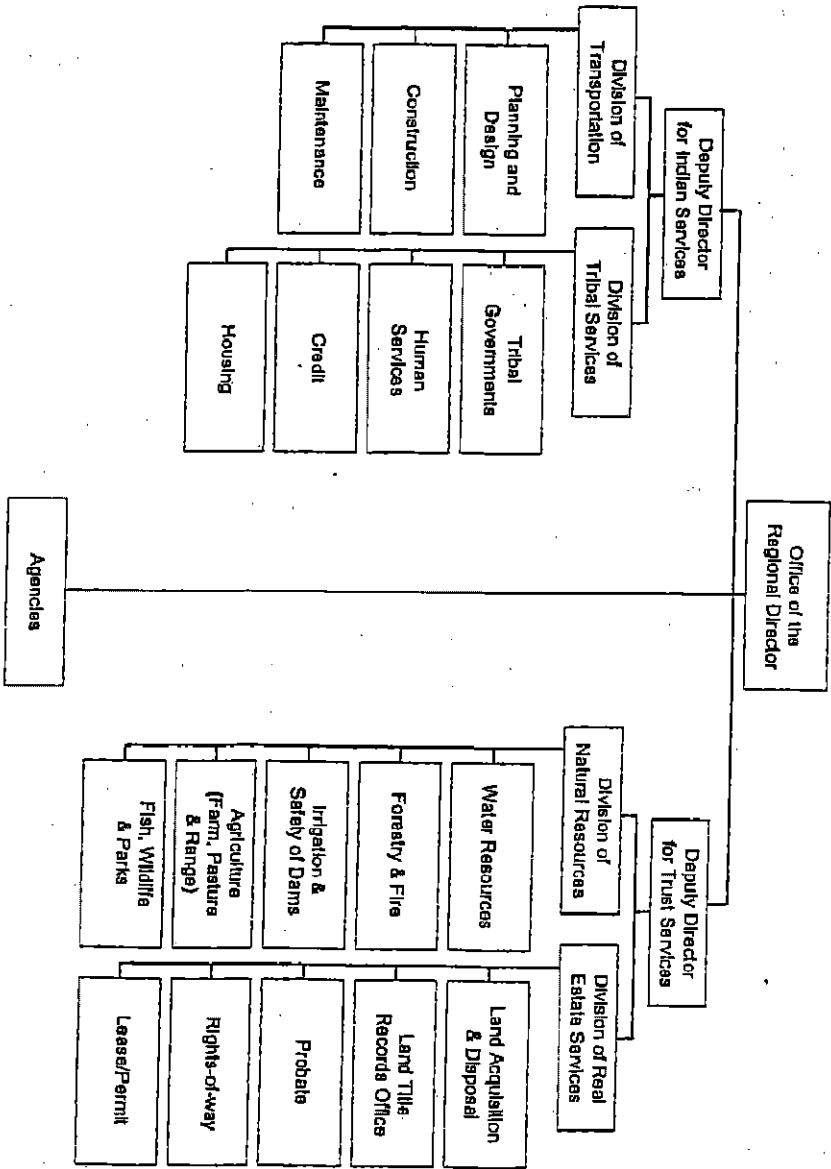 Office of the
Regional Director
Deputy Director
for Indian Services
Division of
Transportation
Planning and
Design
Construction
Maintenance
Division of
Tribal Services
Tribal
Governments
Human
Services
Credit
Housing
Agencies
Deputy Director
for Trust Services
Division of
Natural Resources
Water Resources
Forestry & Fire
Irrigation &
Safety of Dams
Agriculture
(Farm, Pasture
& Range)
Fish, Wildlife
& Parks
Division of Real
Estate Services
Land Acquisition
& Disposal
Land Title
Records Office
Probate
Rights-of-way
Lease/Permit